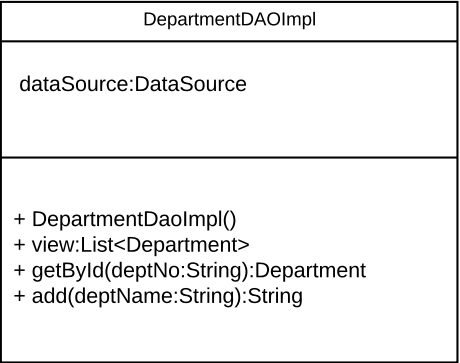 DepartmentDAOImpl
dataSource:DataSource
+ DepartmentDaoImpl()
+ view:List<Department>
+ getById(deptNo:String):Department
+ add(deptName:String):String